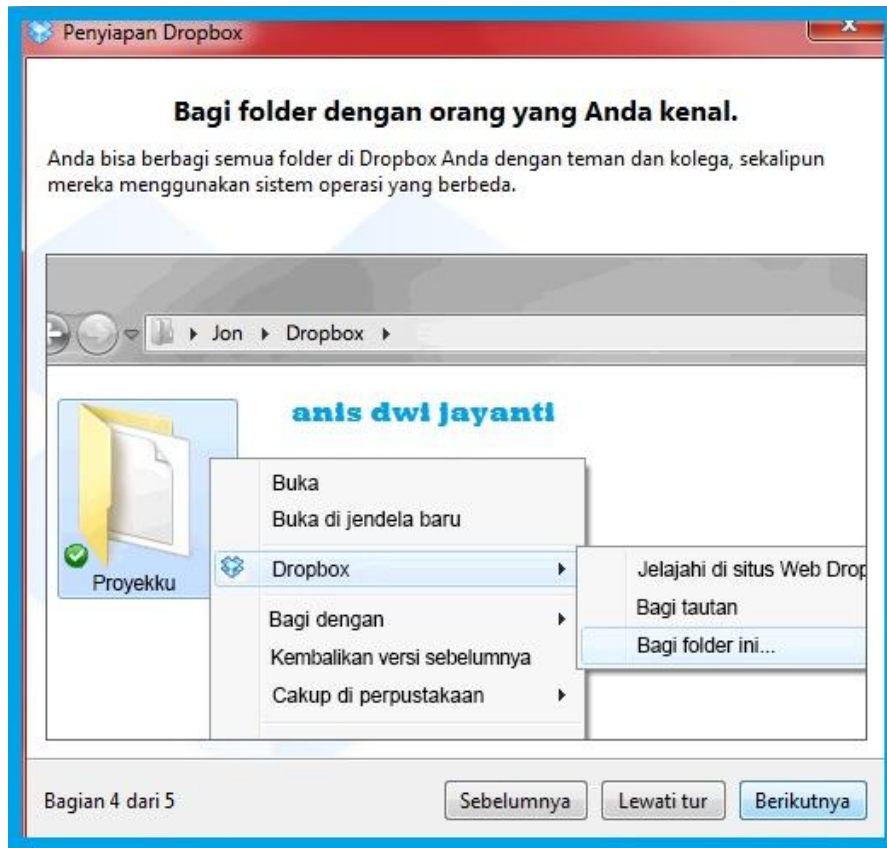 Penyiapan Dropbox
Bagi folder dengan orang yang Anda kenal.
Anda bisa berbagi semua folder di Dropbox Anda dengan teman dan kolega, sekalipun
mereka menggunakan sistem operasi yang berbeda.
Jon Dropbox
anis dwi jayanti
Proyekku
Buka
Buka di jendela baru
Dropbox
Bagi dengan
Kembalikan versi sebelumnya
Cakup di perpustakaan
Jelajahi di situs Web Drop
Bagi tautan
Bagi folder ini...
Bagian 4 dari 5
Sebelumnya
Lewati tur
Berikutnya